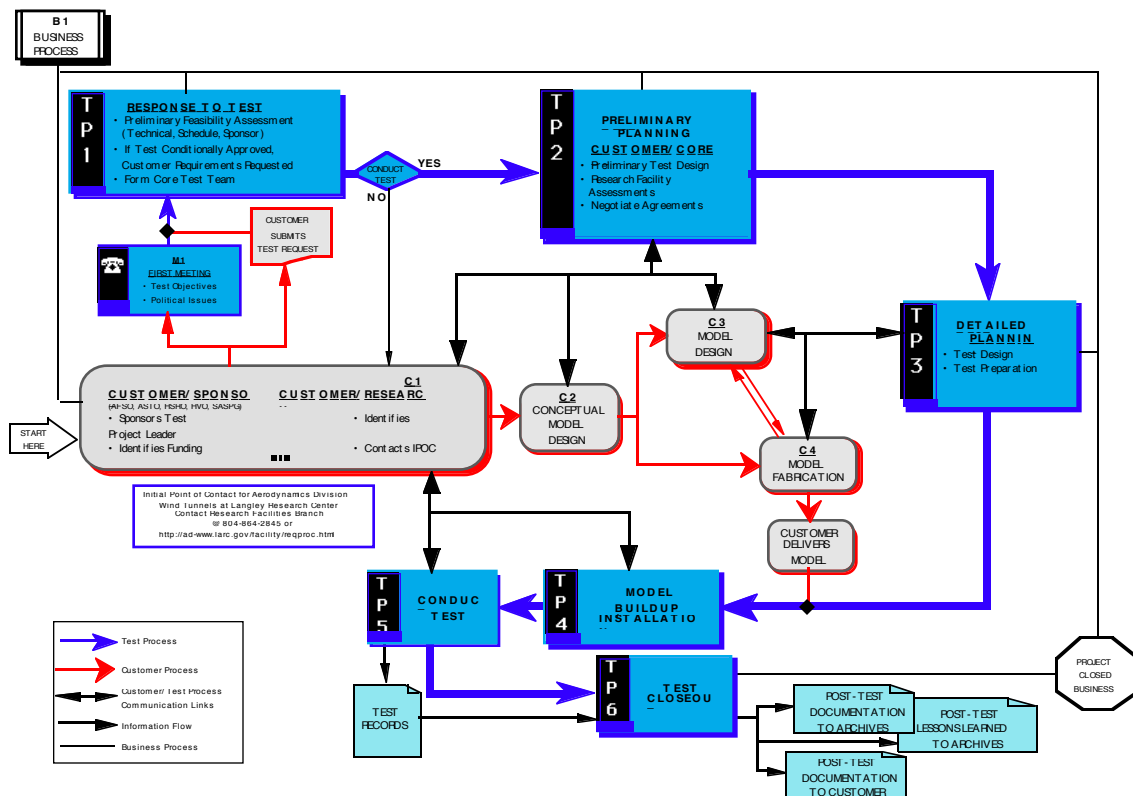 B1
BUSINESS
PROCESS
T
P
1
RESPONSE TO TEST
• Preliminary Feasibility Assessment
(Technical, Schedule, Sponsor)
• If Test Conditionally Approved,
Customer Requirements Requested
• Form Core Test Team
CONDUCT
TEST
YES
NO
T
P
2
PRELIMINARY
PLANNING
CUSTOMER/CORE
• Preliminary Test Design
• Research Facility
Assessments
• Negotiate Agreements
CUSTOMER
SUBMITS
TEST REQUEST
M1
FIRST MEETING
• Test Objectives
• Political Issues
T
P
3
DETAILED
PLANNIN
• Test Design
• Test Preparation
C3
MODEL
DESIGN
START
HERE
CUSTOMER/SPONSO
(AFSO, ASTO, HSRO, HVO, SASPG)
• Sponsors Test
Project Leader
• Identifies Funding
C1
CUSTOMER/RESEARC
• Identifies
• Contacts IPOC
C2
CONCEPTUAL
MODEL
DESIGN
C4
MODEL
FABRICATION
CUSTOMER
DELIVERS
MODEL
Initial Point of Contact for Aerodynamics Division
Wind Tunnels at Langley Research Center
Contact Research Facilities Branch
@ 804-864-2845 or
http://ad-www.larc.gov/facility/reqproc.html
T
P
5
CONDUC
TEST
T
P
4
MODEL
BUILDUP
INSTALLATIO
T
P
6
TEST
CLOSEOU
TEST
RECORDS
PROJECT
CLOSED
BUSINESS
POST-TEST
DOCUMENTATION
TO ARCHIVES
POST-TEST
LESSONS LEARNED
TO ARCHIVES
POST-TEST
DOCUMENTATION
TO CUSTOMER
Test Process
Customer Process
Customer/Test Process
Communication Links
Information Flow
Business Process